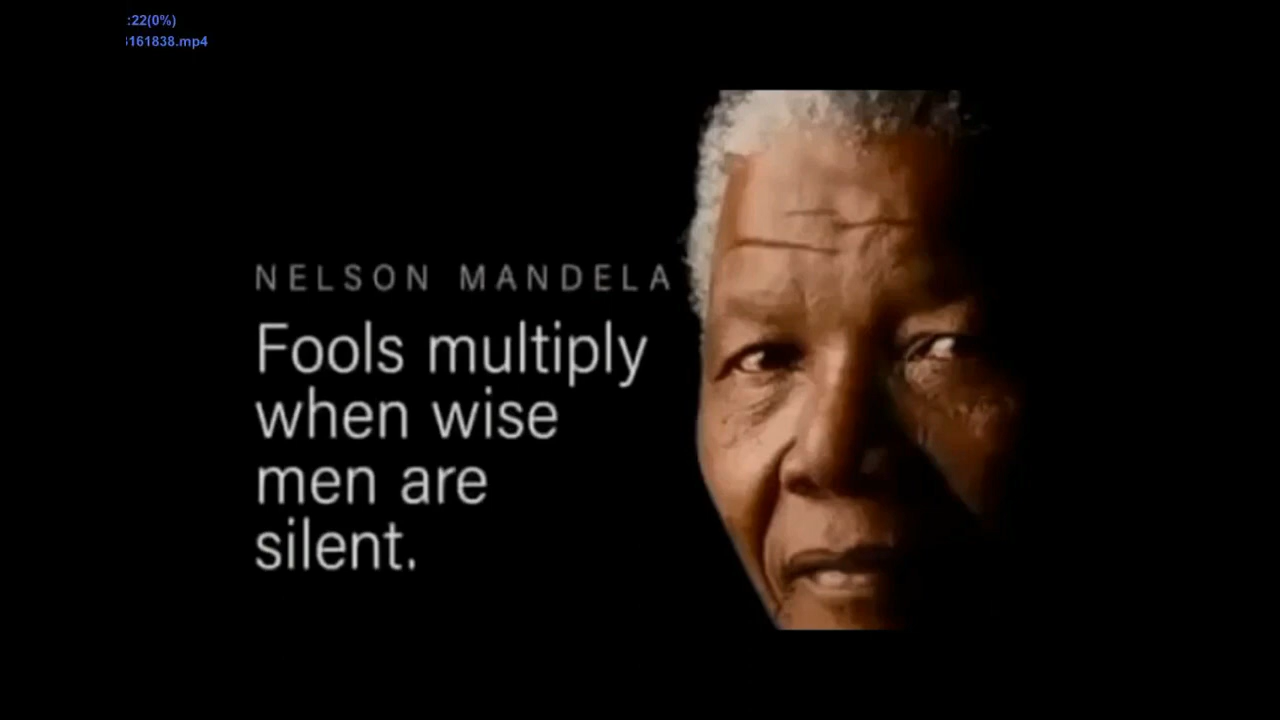 :22(0%)
161838.mp4
NELSON MANDELA
Fools multiply
when wise
men are
silent.